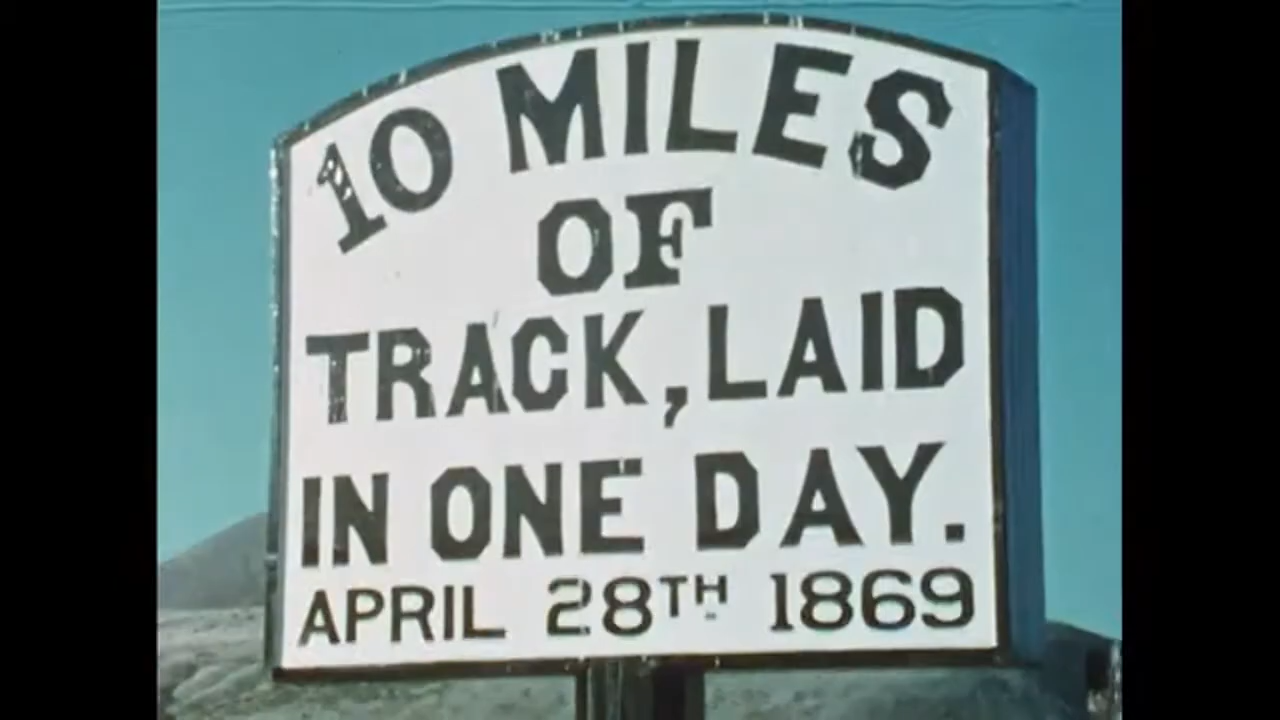 10 MILES
OF
TRACK, LAID
IN ONE DAY.
APRIL 28TH 1869